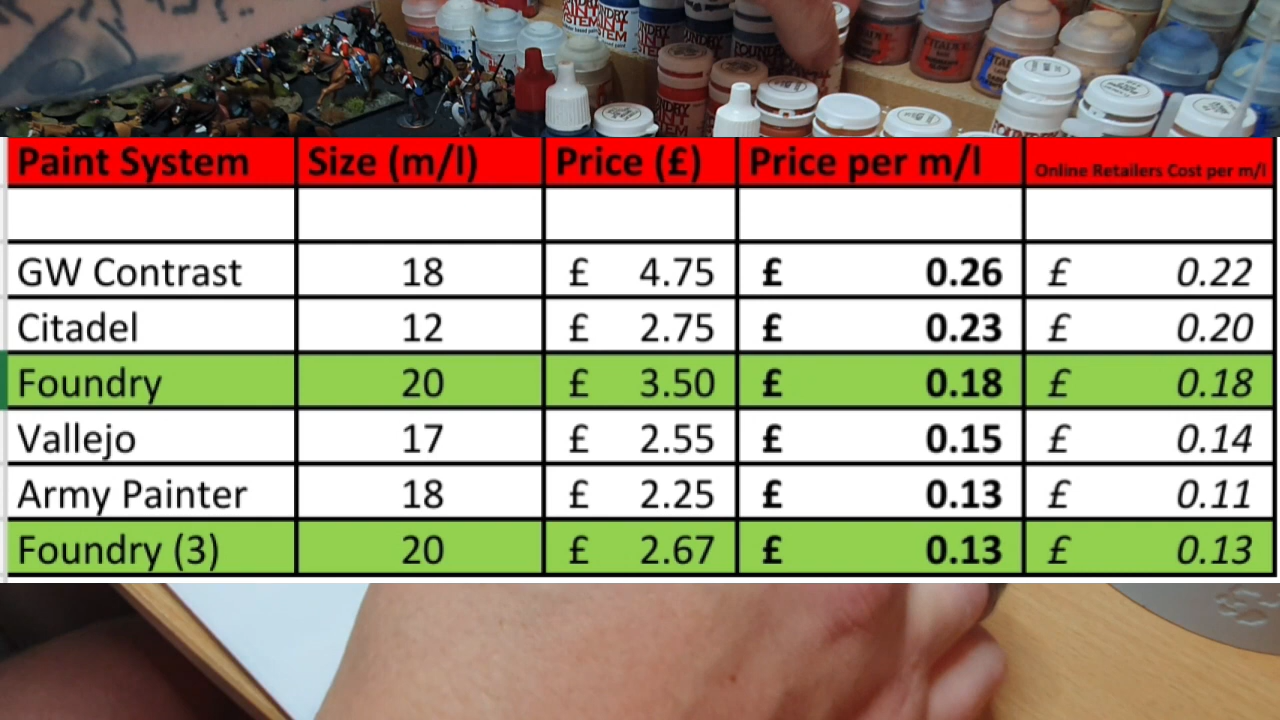 FOUNDRY
CITADEL
Paint System Size (m/l) Price (£) Price per m/l Online Retailers Cost per m/l
GW Contrast 18 £ 4.75 £ 0.26 £ 0.22
Citadel 12 £ 2.75 £ 0.23 £ 0.20
Foundry 20 £ 3.50 £ 0.18 £ 0.18
Vallejo 17 £ 2.55 £ 0.15 £ 0.14
Army Painter 18 £ 2.25 £ 0.13 £ 0.11
Foundry (3) 20 £ 2.67 £ 0.13 £ 0.13